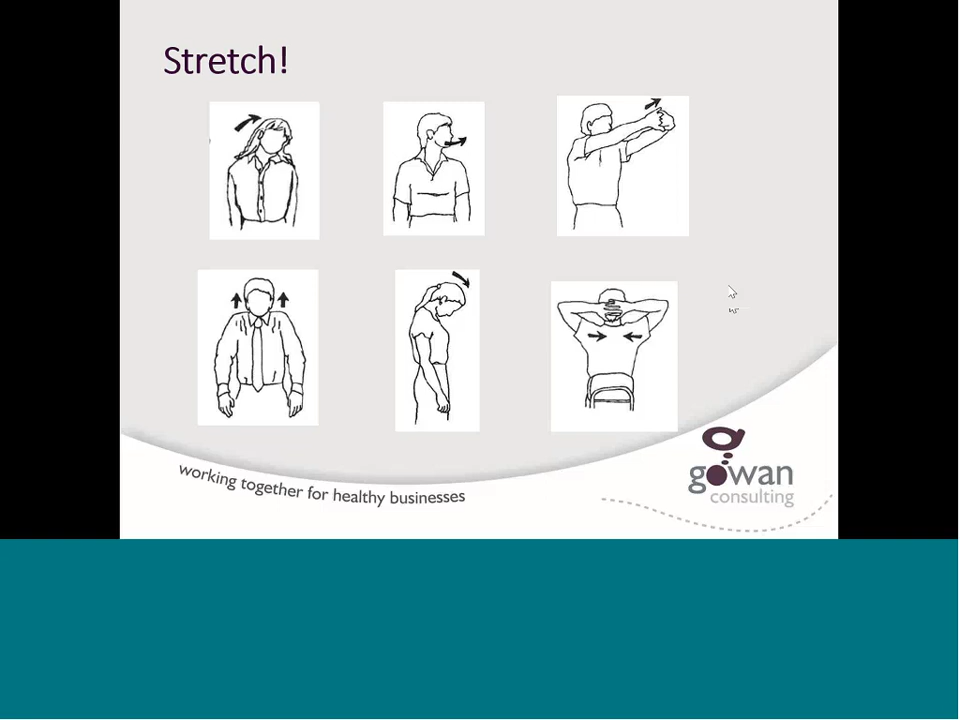 Stretch!
working together for healthy businesses
gowan
consulting